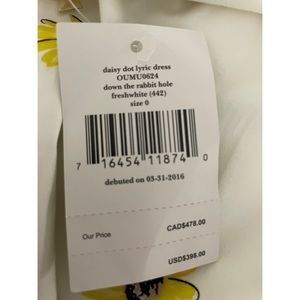 daisy dot lyric dress
OUMU0624
down the rabbit hole
freshwhite (442)
size 0
7 16454 11874 0
debuted on 03-31-2016
Our Price CAD$478.00
USD$398.00